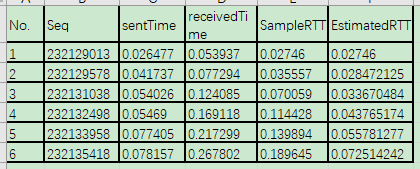 No. Seq sentTime receivedTi me SampleRTT EstimatedRTT
1 232129013 0.026477 0.053937 0.02746 0.02746
2 232129578 0.041737 0.077294 0.035557 0.028472125
3 232131038 0.054026 0.124085 0.070059 0.033670484
4 232132498 0.05469 0.169118 0.114428 0.043765174
5 232133958 0.077405 0.217299 0.139894 0.055781277
6 232135418 0.078157 0.267802 0.189645 0.072514242